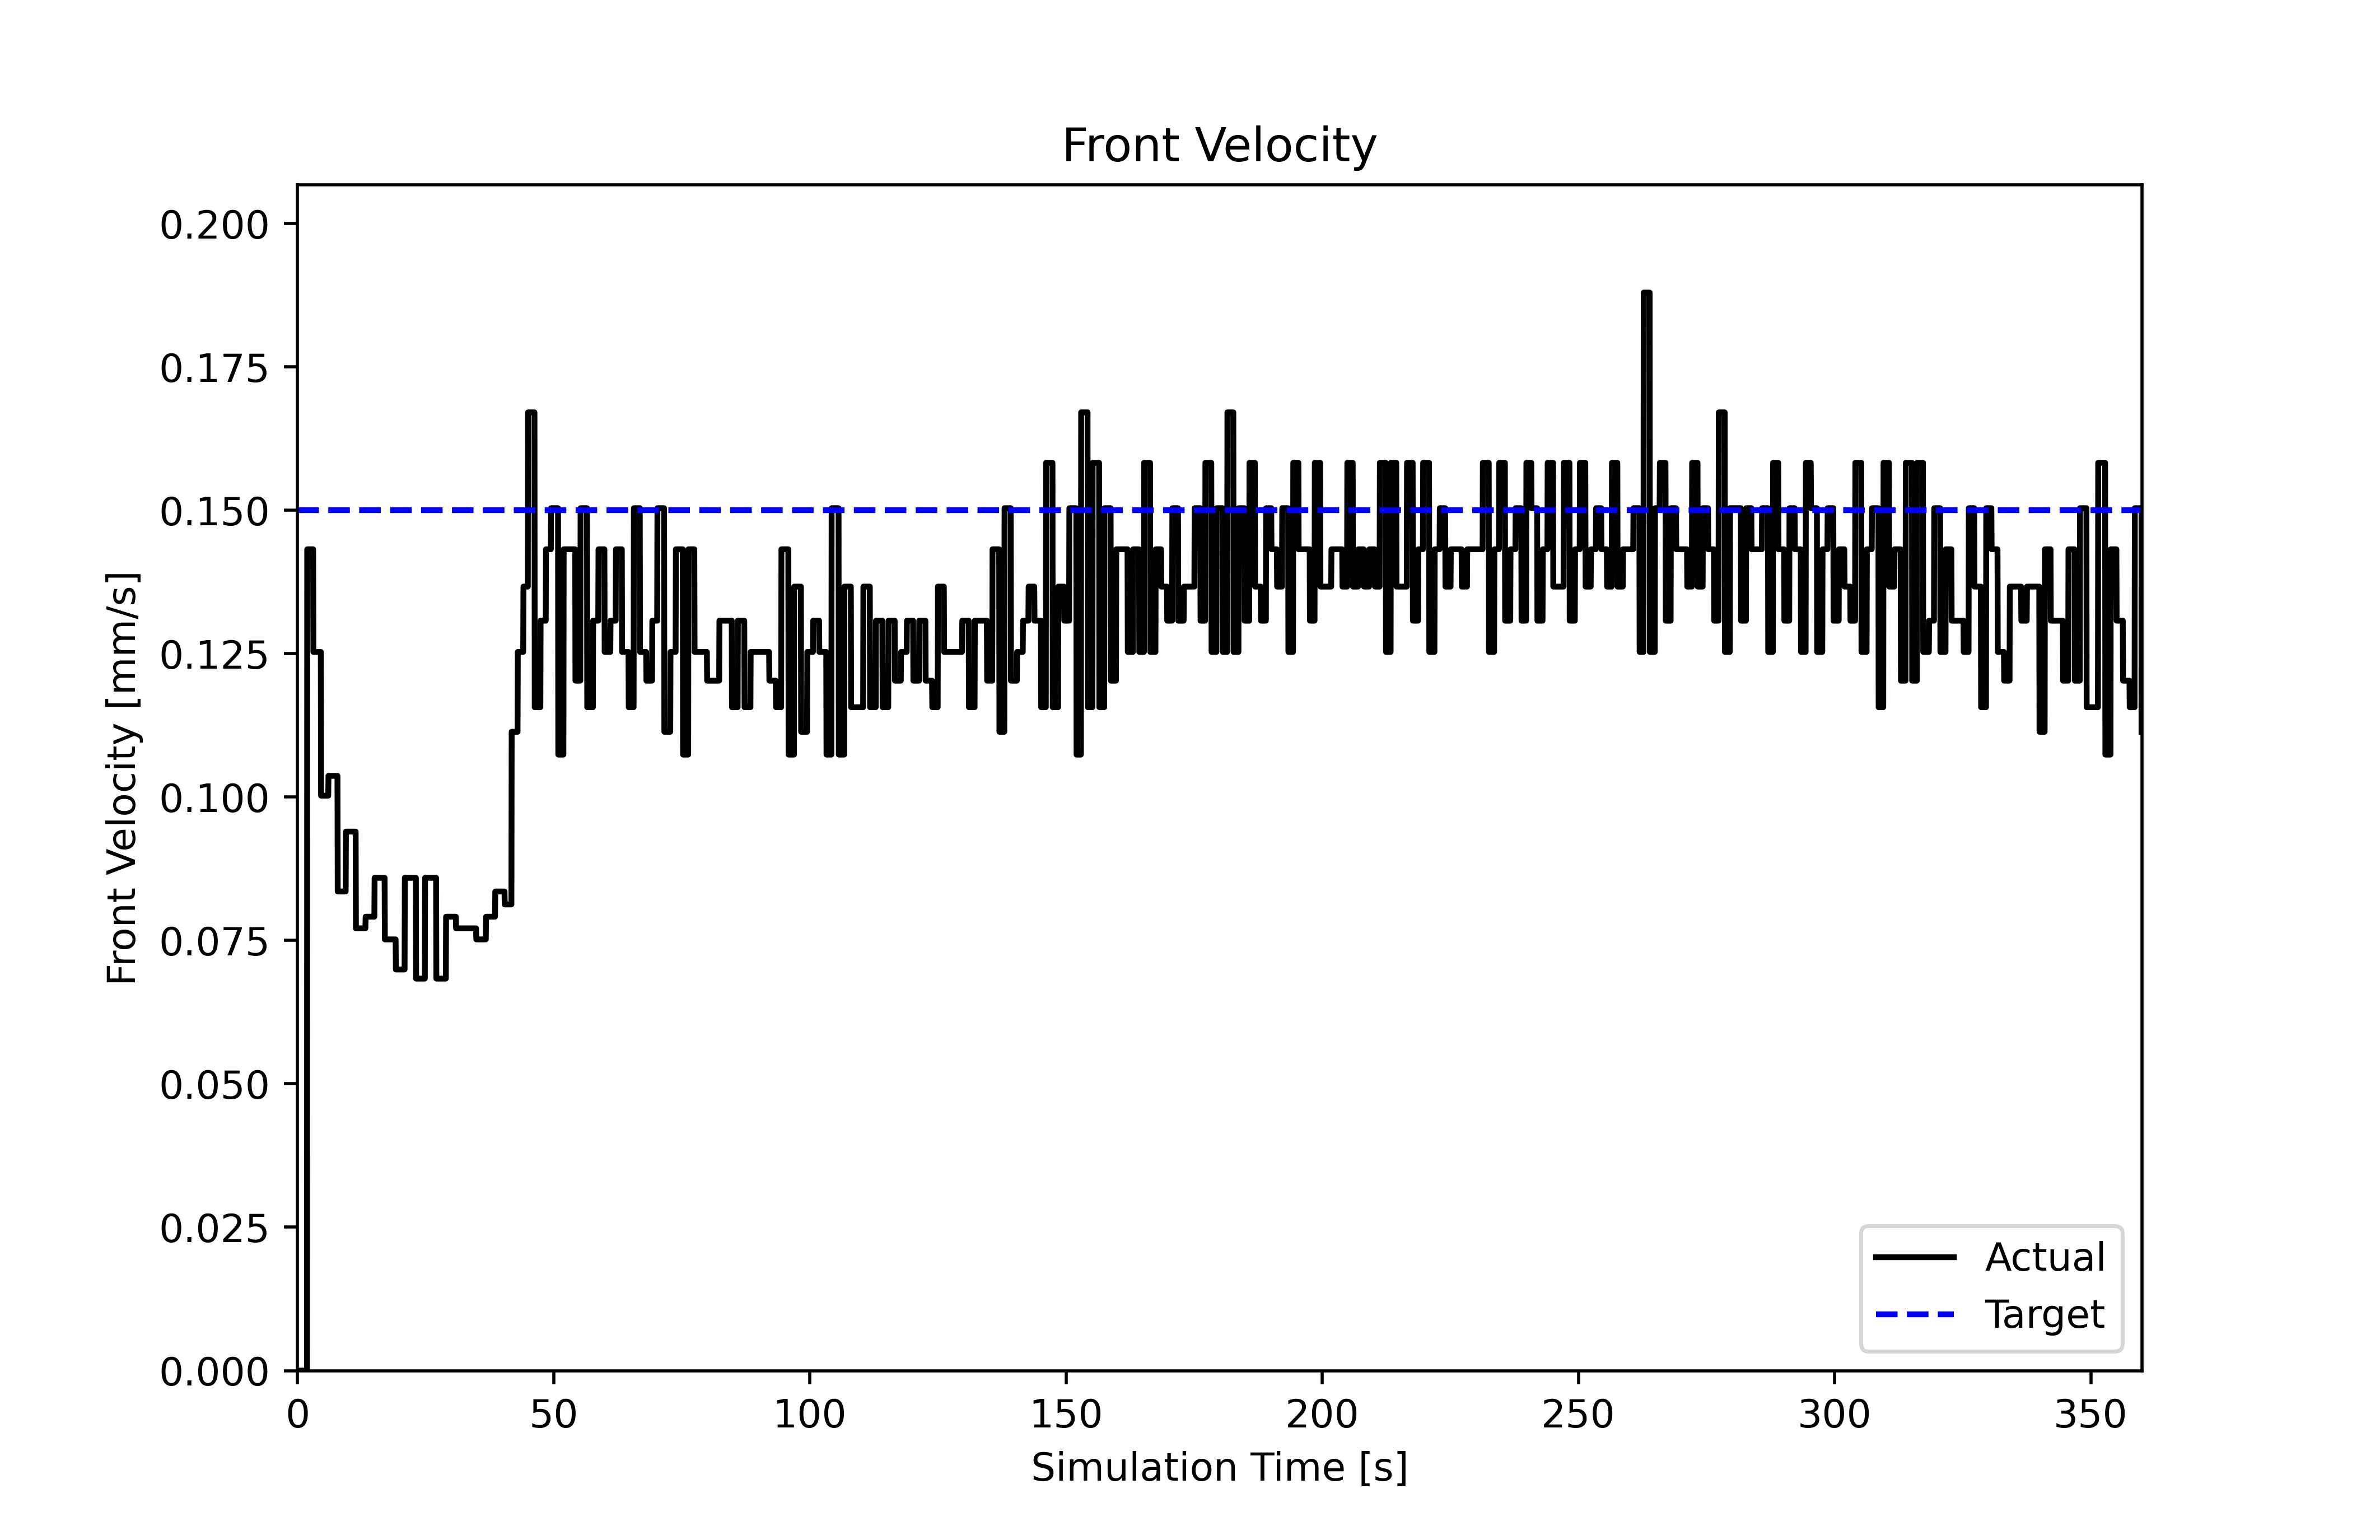 Front Velocity
Front Velocity [mm/s]
0.200
0.175
0.150
0.125
0.100
0.075
0.050
0.025
0.000
0 50 100 150 200 250 300 350
Simulation Time [s]
Actual
Target